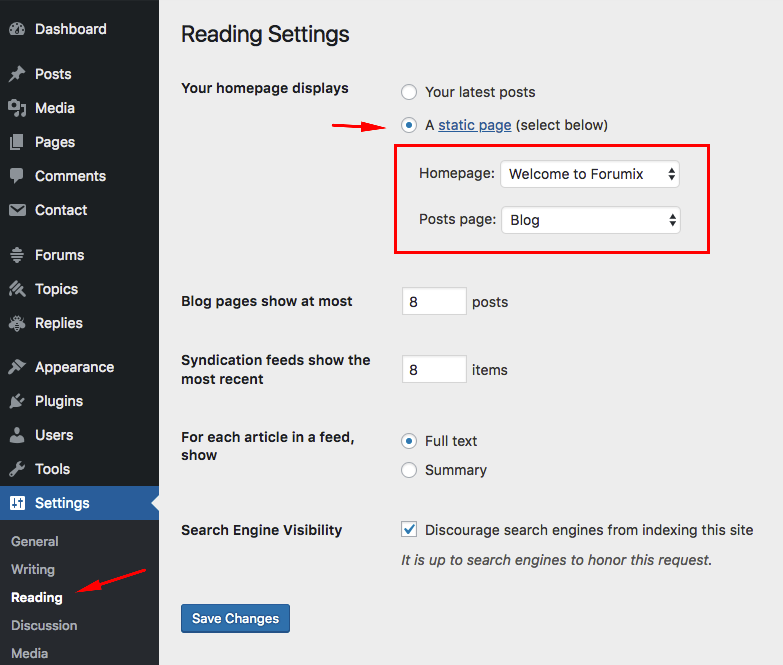 Dashboard
Posts
Media
Pages
Comments
Contact
Forums
Topics
Replies
Appearance
Plugins
Users
Tools
Settings
General
Writing
Reading
Discussion
Media
Reading Settings
Your homepage displays
Your latest posts
A static page (select below)
Homepage: Welcome to Forumix
Posts page: Blog
Blog pages show at most 8 posts
Syndication feeds show the
most recent
8 items
For each article in a feed,
show
Full text
Summary
Search Engine Visibility
Discourage search engines from indexing this site
It is up to search engines to honor this request.
Save Changes